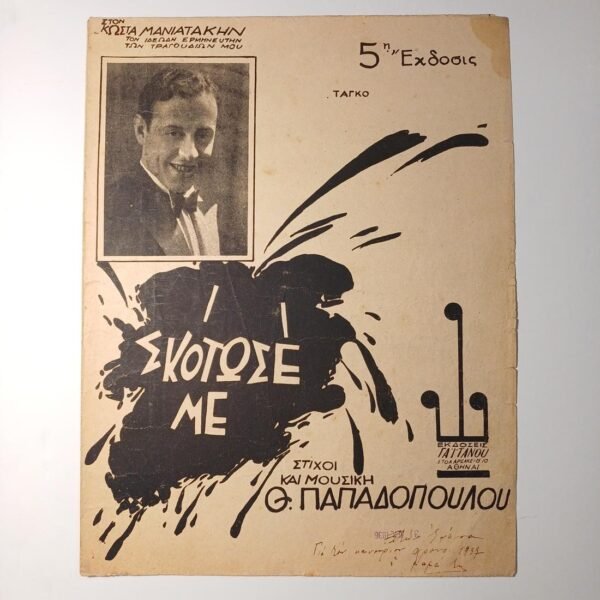 ΣΤΟΝ
ΚΩΣΤΑ ΜΑΝΙΑΤΑΚΗΝ
ΤΟΝ ΙΔΕΩΔΗ ΕΡΜΗΝΕΥΤΗΝ
ΤΩΝ ΤΡΑΓΟΥΔΙΩΝ ΜΟΥ
5η Ἔκδοσις
ΤΑΓΚΟ
ΣΚΟΤΩΣΕ
ΜΕ
ΣΤΙΧΟΙ
ΚΑΙ ΜΟΥΣΙΚΗ
Θ. ΠΑΠΑΔΟΠΟΥΛΟΥ
ΕΚΔΟΣΕΙΣ
ΓΑΪΤΑΝΟΥ
ΑΘΗΝΑΙ